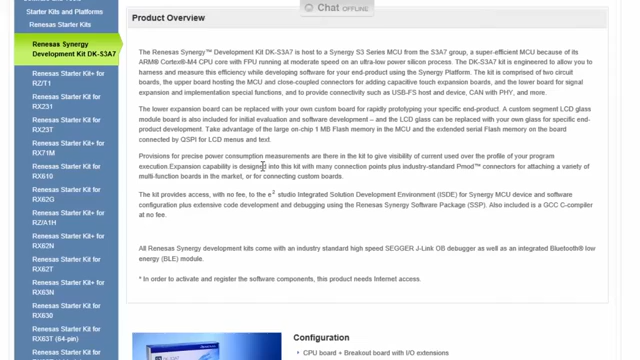 Starter Kits and Platforms
Renesas Starter Kits
Renesas Synergy
Development Kit DK-S3A7
Renesas Starter Kit+ for
RZ/T1
Renesas Starter Kit for
RX231
Renesas Starter Kit for
RX23T
Renesas Starter Kit+ for
RX71M
Renesas Starter Kit for
RX610
Renesas Starter Kit for
RX62G
Renesas Starter Kit+ for
RZ/A1H
Renesas Starter Kit+ for
RX62N
Renesas Starter Kit for
RX62T
Renesas Starter Kit+ for
RX63N
Renesas Starter Kit for
RX630
Renesas Starter Kit for
RX63T (64-pin)
Chat OFFLINE
Product Overview
The Renesas Synergy™ Development Kit DK-S3A7 is host to a Synergy S3 Series MCU from the S3A7 group, a super-efficient MCU because of its
ARM® Cortex®-M4 CPU core with FPU running at moderate speed on an ultra-low power silicon process. The DK-S3A7 kit is engineered to allow you to
harness and measure this efficiency while developing software for your end-product using the Synergy Platform. The kit is comprised of two circuit
boards, the upper board hosting the MCU and close-coupled connectors for adding capacitive touch expansion boards, and the lower board for signal
expansion and implementing special functions, and to provide connectivity such as USB-FS host and device, CAN with PHY, and more.
The lower expansion board can be replaced with your own custom board for rapidly prototyping your specific end-product. A custom segment LCD glass
module board is also included for initial evaluation and software development – and the LCD glass can be replaced with your own glass for specific end-
product development. Take advantage of the large on-chip 1 MB Flash memory in the MCU and the extended serial Flash memory on the board
connected by QSPI for LCD menus and text.
Provisions for precise power consumption measurements are there in the kit to give visibility of current used over the profile of your program
execution.Expansion capability is designed into this kit with many connection points plus industry-standard Pmod™ connectors for attaching a variety of
multi-function boards in the market, or for connecting custom boards.
The kit provides access, with no fee, to the e² studio Integrated Solution Development Environment (ISDE) for Synergy MCU device and software
configuration plus extensive code development and debugging using the Renesas Synergy Software Package (SSP). Also included is a GCC C-compiler
at no fee.
All Renesas Synergy development kits come with an industry standard high speed SEGGER J-Link OB debugger as well as an integrated Bluetooth® low
energy (BLE) module.
* In order to activate and register the software components, this product needs Internet access.
Configuration
CPU board + Breakout board with I/O extensions